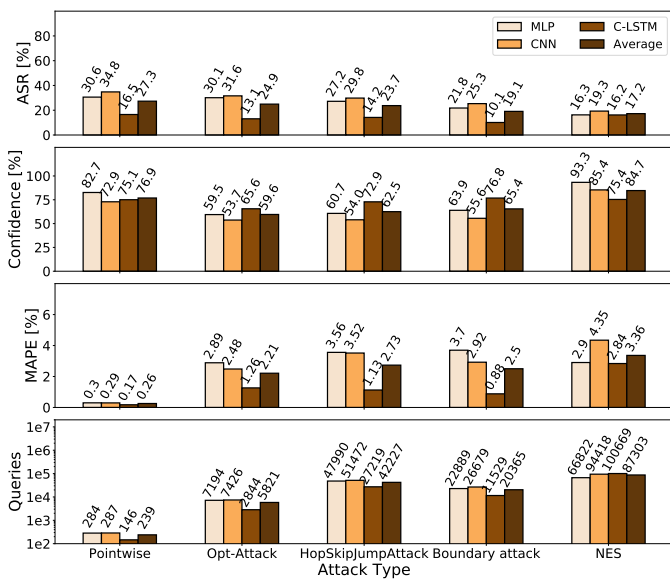 MLP
CNN
C-LSTM
Average
ASR [%]
80
60
40
20
0
30.6 34.8 16.5 27.3
30.1 31.6 13.1 24.9
27.2 29.8 14.2 23.7
21.8 25.3 10.1 19.1
16.3 19.3 16.2 17.2
Confidence [%]
100
75
50
25
0
82.7 72.9 75.1 76.9
59.5 53.7 65.6 59.6
60.7 54.0 72.9 62.5
63.9 55.6 76.8 65.4
93.3 85.4 75.4 84.7
MAPE [%]
6
4
2
0
0.3 0.29 0.17 0.26
2.89 2.48 1.26 2.21
3.56 3.52 1.13 2.73
3.7 2.92 0.88 2.5
2.9 4.35 2.84 3.36
Queries
1e7
1e6
1e5
1e4
1e3
1e2
284 287 146 239
7194 7426 2844 5821
47990 51472 27219 42227
22889 26679 11529 20365
66822 94418 100669 87303
Pointwise Opt-Attack HopSkipJumpAttack Boundary attack NES
Attack Type